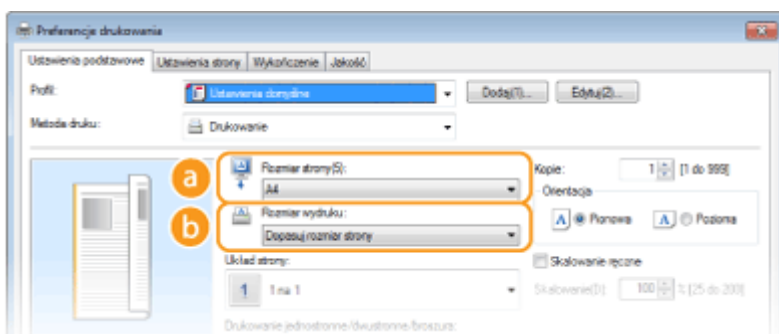 Preferencje drukowania
Ustawienia podstawowe Ustawienia strony Wykończenie Jakość
Profil: Ustawienia domyślne Dodaj(1)... Edytuj(2)...
Metoda druku: Drukowanie
a Rozmiar strony(5): Kopie: 1 [1 do 999]
A4 Orientacja
b Rozmiar wydruku: A Pionowa A Pozioma
Dopasuj rozmiar strony
Układ strony: Skalowanie ręczne
1 1 na 1 Skalowanie(D): 100 % [25 do 200]
Drukowanie jednostronne/dwustronne/broszura: